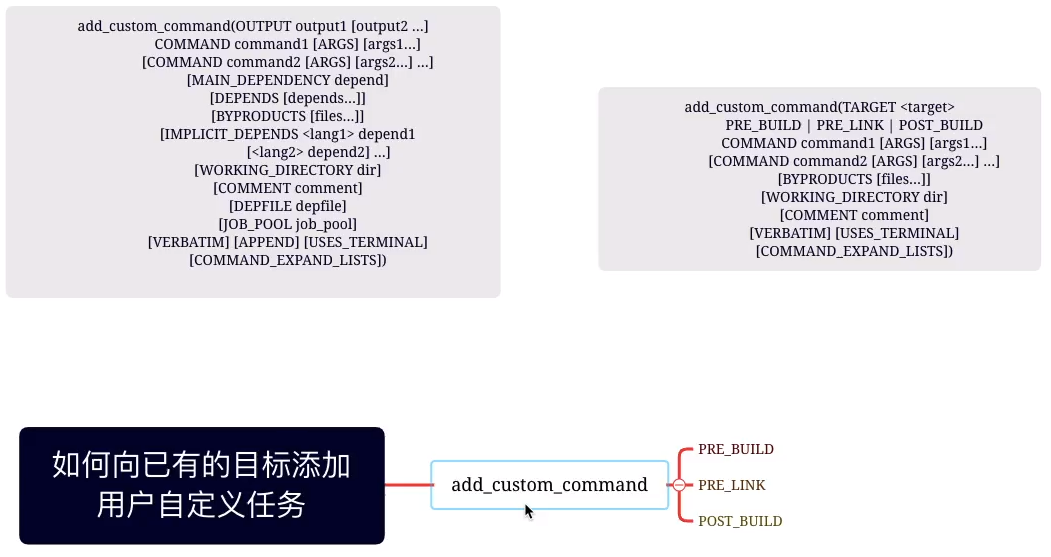 add_custom_command(OUTPUT output1 [output2 ...]
COMMAND command1 [ARGS] [args1...]
[COMMAND command2 [ARGS] [args2...] ...]
[MAIN_DEPENDENCY depend]
[DEPENDS [depends...]]
[BYPRODUCTS [files...]]
[IMPLICIT_DEPENDS <lang1> depend1
[<lang2> depend2] ...]
[WORKING_DIRECTORY dir]
[COMMENT comment]
[DEPFILE depfile]
[JOB_POOL job_pool]
[VERBATIM] [APPEND] [USES_TERMINAL]
[COMMAND_EXPAND_LISTS])
add_custom_command(TARGET <target>
PRE_BUILD | PRE_LINK | POST_BUILD
COMMAND command1 [ARGS] [args1...]
[COMMAND command2 [ARGS] [args2...] ...]
[BYPRODUCTS [files...]]
[WORKING_DIRECTORY dir]
[COMMENT comment]
[VERBATIM] [USES_TERMINAL]
[COMMAND_EXPAND_LISTS])
如何向已有的目标添加
用户自定义任务
add_custom_command
PRE_BUILD
PRE_LINK
POST_BUILD